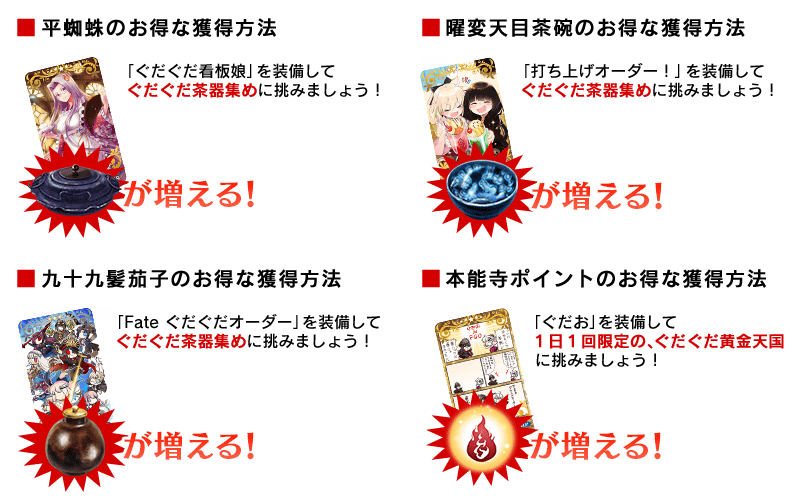 ■ 平蜘蛛のお得な獲得方法
「ぐだぐだ看板娘」を装備して
ぐだぐだ茶器集めに挑みましょう！
が増える!
■ 曜変天目茶碗のお得な獲得方法
「打ち上げオーダー！」を装備して
ぐだぐだ茶器集めに挑みましょう！
が増える!
■ 九十九髪茄子のお得な獲得方法
「Fate ぐだぐだオーダー」を装備して
ぐだぐだ茶器集めに挑みましょう！
が増える!
■ 本能寺ポイントのお得な獲得方法
「ぐだお」を装備して
１日１回限定の、ぐだぐだ黄金天国
に挑みましょう！
が増える!